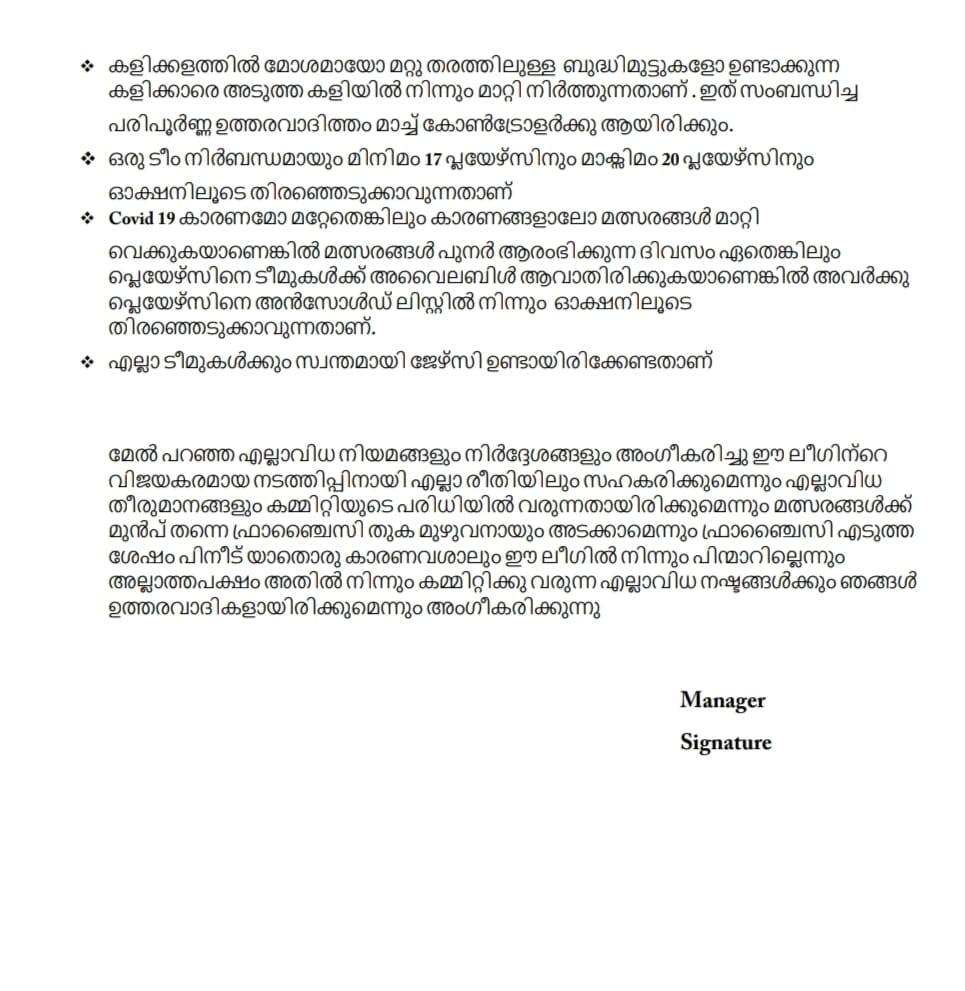 ❖ കളിക്കളത്തിൽ മോശമായോ മറ്റു തരത്തിലുള്ള ബുദ്ധിമുട്ടുകളോ ഉണ്ടാക്കുന്ന
കളിക്കാരെ അടുത്ത കളിയിൽ നിന്നും മാറ്റി നിർത്തുന്നതാണ് . ഇത് സംബന്ധിച്ച
പരിപൂർണ്ണ ഉത്തരവാദിത്തം മാച്ച് കോൺട്രോളർക്കു ആയിരിക്കും.
❖ ഒരു ടീം നിർബന്ധമായും മിനിമം 17 പ്ലയേഴ്സിനും മാക്സിമം 20 പ്ലയേഴ്സിനും
ഓക്ഷനിലൂടെ തിരഞ്ഞെടുക്കാവുന്നതാണ്
❖ Covid 19 കാരണമോ മറ്റേതെങ്കിലും കാരണങ്ങളാലോ മത്സരങ്ങൾ മാറ്റി
വെക്കുകയാണെങ്കിൽ മത്സരങ്ങൾ പുനർ ആരംഭിക്കുന്ന ദിവസം ഏതെങ്കിലും
പ്ലെയേഴ്സിനെ ടീമുകൾക്ക് അവൈലബിൾ ആവാതിരിക്കുകയാണെങ്കിൽ അവർക്കു
പ്ലെയേഴ്സിനെ അൻസോൾഡ് ലിസ്റ്റിൽ നിന്നും ഓക്ഷനിലൂടെ
തിരഞ്ഞെടുക്കാവുന്നതാണ്.
❖ എല്ലാ ടീമുകൾക്കും സ്വന്തമായി ജേഴ്സി ഉണ്ടായിരിക്കേണ്ടതാണ്
മേൽ പറഞ്ഞ എല്ലാവിധ നിയമങ്ങളും നിർദ്ദേശങ്ങളും അംഗീകരിച്ചു ഈ ലീഗിന്റെ
വിജയകരമായ നടത്തിപ്പിനായി എല്ലാ രീതിയിലും സഹകരിക്കുമെന്നും എല്ലാവിധ
തീരുമാനങ്ങളും കമ്മിറ്റിയുടെ പരിധിയിൽ വരുന്നതായിരിക്കുമെന്നും മത്സരങ്ങൾക്ക്
മുൻപ് തന്നെ ഫ്രാഞ്ചൈസി തുക മുഴുവനായും അടക്കാമെന്നും ഫ്രാഞ്ചൈസി എടുത്ത
ശേഷം പിനീട് യാതൊരു കാരണവശാലും ഈ ലീഗിൽ നിന്നും പിന്മാറില്ലെന്നും
അല്ലാത്തപക്ഷം അതിൽ നിന്നും കമ്മിറ്റിക്കു വരുന്ന എല്ലാവിധ നഷ്ടങ്ങൾക്കും ഞങ്ങൾ
ഉത്തരവാദികളായിരിക്കുമെന്നും അംഗീകരിക്കുന്നു
Manager
Signature